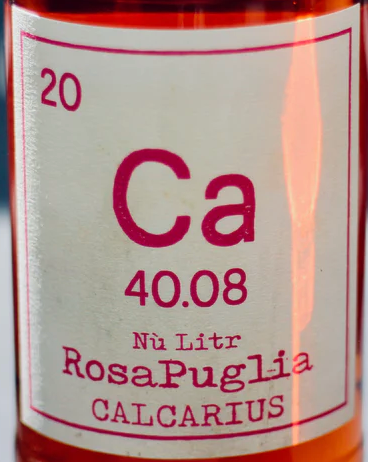 20
Ca
40.08
Nù Litr
RosaPuglia
CALCARIUS